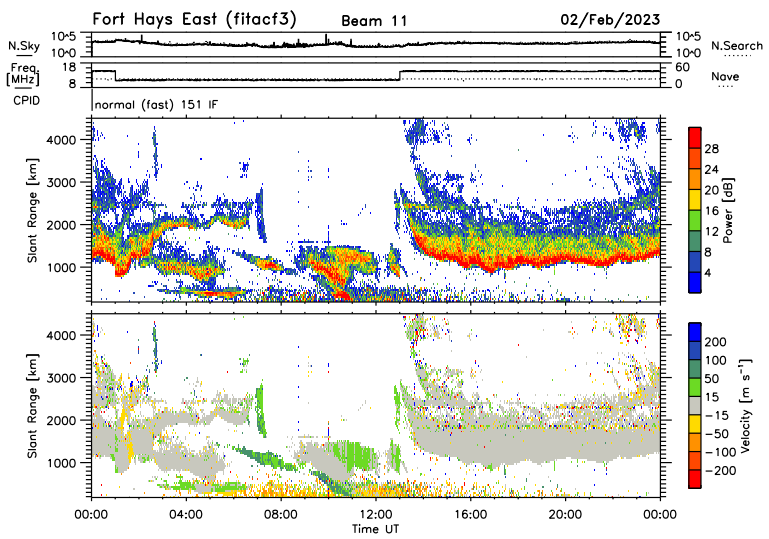 Fort Hays East (fitacf3) Beam 11 02/Feb/2023
N.Sky 10-5 10-0 10-5 10-0 N.Search
Freq. [MHz] 18 8 60 0 Nave
CPID normal (fast) 151 IF
Slant Range [km] 4000 3000 2000 1000
Power [dB] 28 24 20 16 12 8 4
Slant Range [km] 4000 3000 2000 1000
Velocity [m s⁻¹] 200 100 50 15 −15 −50 −100 −200
00:00 04:00 08:00 12:00 16:00 20:00 00:00
Time UT